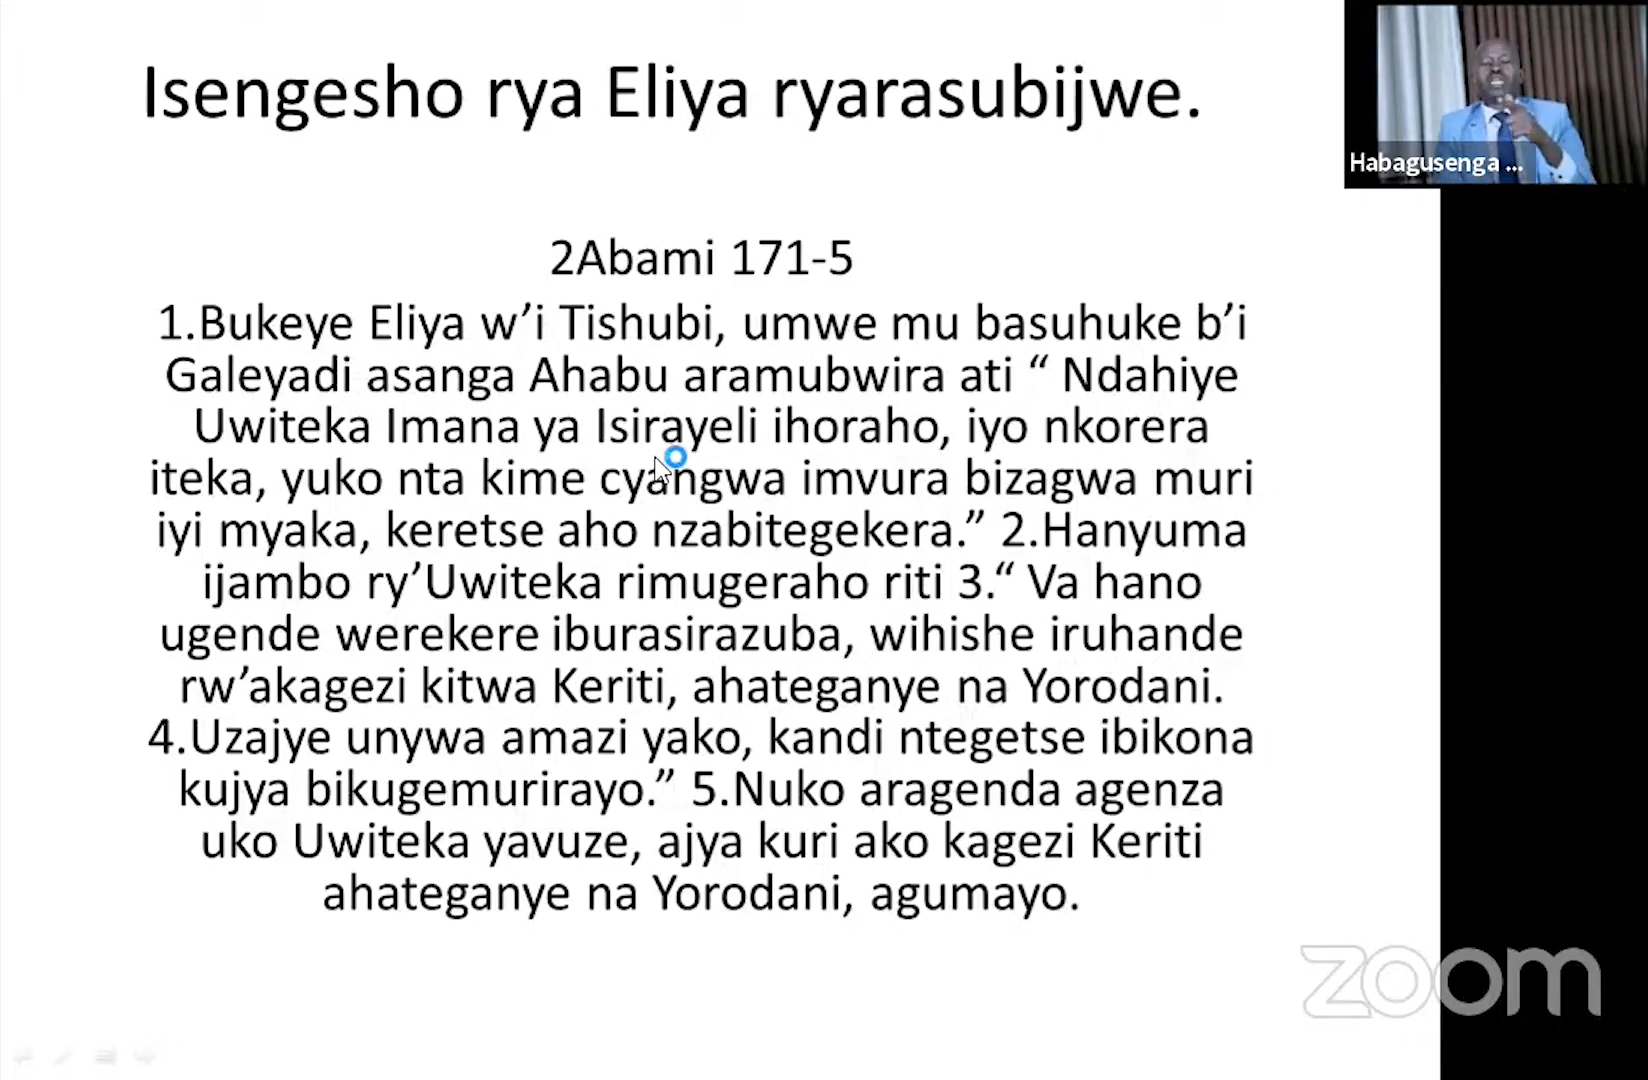 Isengesho rya Eliya ryarasubijwe.
Habagusenga ...
2Abami 171-5
1.Bukeye Eliya w’i Tishubi, umwe mu basuhuke b’i
Galeyadi asanga Ahabu aramubwira ati “ Ndahiye
Uwiteka Imana ya Isirayeli ihoraho, iyo nkorera
iteka, yuko nta kime cyangwa imvura bizagwa muri
iyi myaka, keretse aho nzabitegekera.” 2.Hanyuma
ijambo ry’Uwiteka rimugeraho riti 3.“ Va hano
ugende werekere iburasirazuba, wihishe iruhande
rw’akagezi kitwa Keriti, ahateganye na Yorodani.
4.Uzajye unywa amazi yako, kandi ntegetse ibikona
kujya bikugemurirayo.” 5.Nuko aragenda agenza
uko Uwiteka yavuze, ajya kuri ako kagezi Keriti
ahateganye na Yorodani, agumayo.
zoom